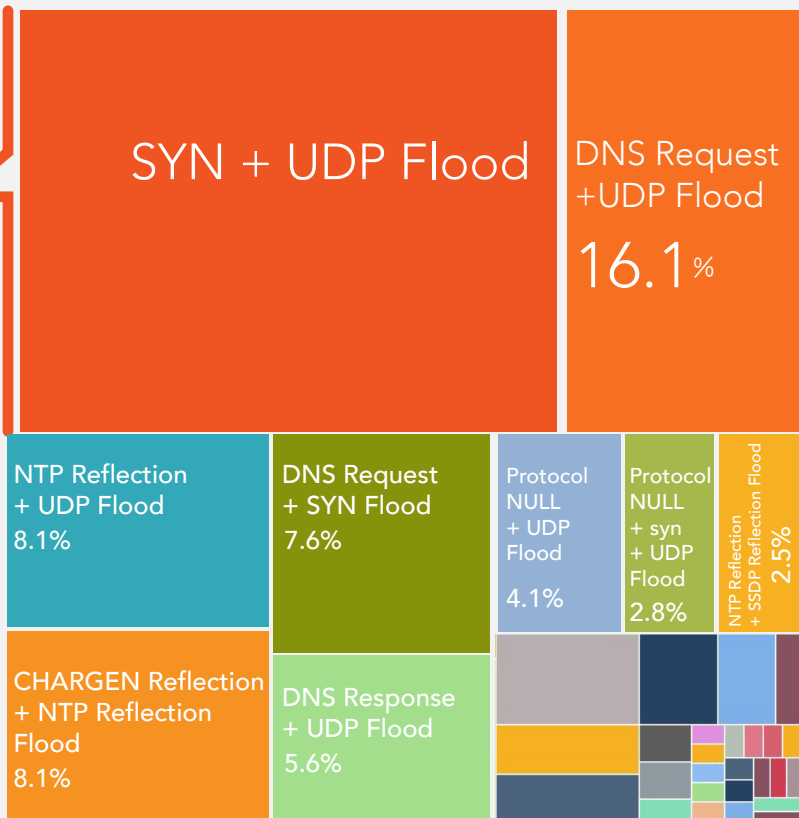 SYN + UDP Flood
DNS Request
+UDP Flood
16.1%
NTP Reflection
+ UDP Flood
8.1%
DNS Request
+ SYN Flood
7.6%
Protocol
NULL
+ UDP
Flood
4.1%
Protocol
NULL
+ syn
+ UDP
Flood
2.8%
NTP Reflection
+ SSDP Reflection Flood
2.5%
CHARGEN Reflection
+ NTP Reflection
Flood
8.1%
DNS Response
+ UDP Flood
5.6%